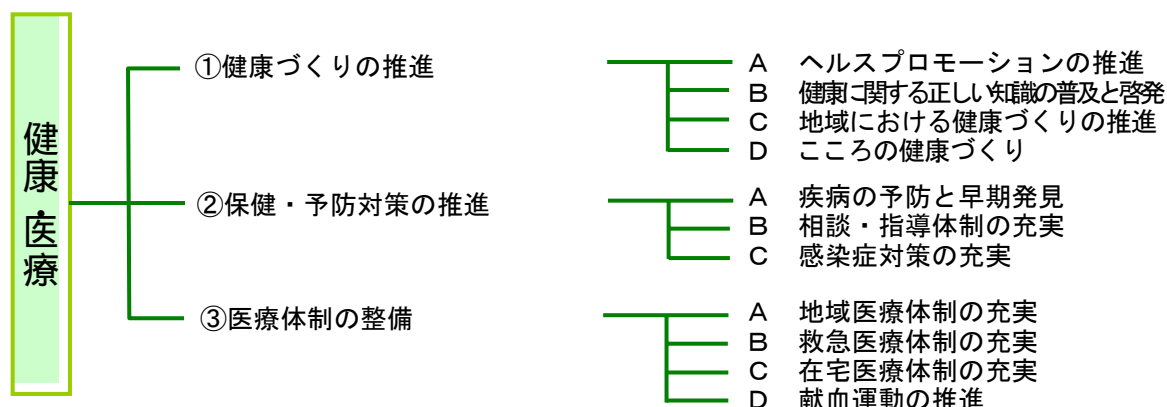 健康・医療
①健康づくりの推進
A ヘルスプロモーションの推進
B 健康に関する正しい知識の普及と啓発
C 地域における健康づくりの推進
D こころの健康づくり
②保健・予防対策の推進
A 疾病の予防と早期発見
B 相談・指導体制の充実
C 感染症対策の充実
③医療体制の整備
A 地域医療体制の充実
B 救急医療体制の充実
C 在宅医療体制の充実
D 献血運動の推進